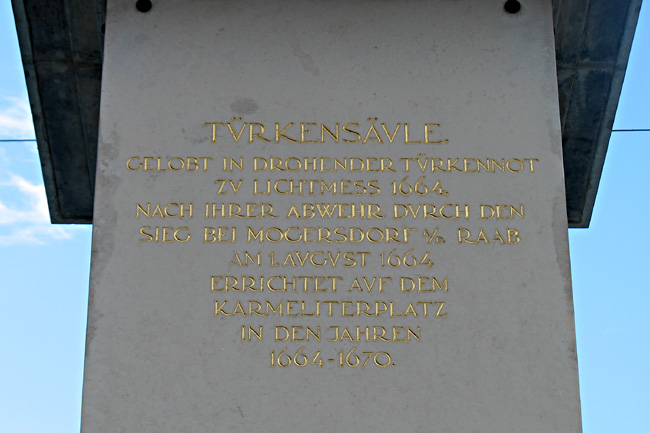 TVRKENSÄVLE.
GELOBT IN DROHENDER TVRKENNOT
ZV LICHTMESS 1664.
NACH IHRER ABWEHR DVRCH DEN
SIEG BEI MOGERSDORF a/R. RAAB
AM 1. AVGVST 1664
ERRICHTET AVF DEM
KARMELITERPLATZ
IN DEN JAHREN
1664-1670.